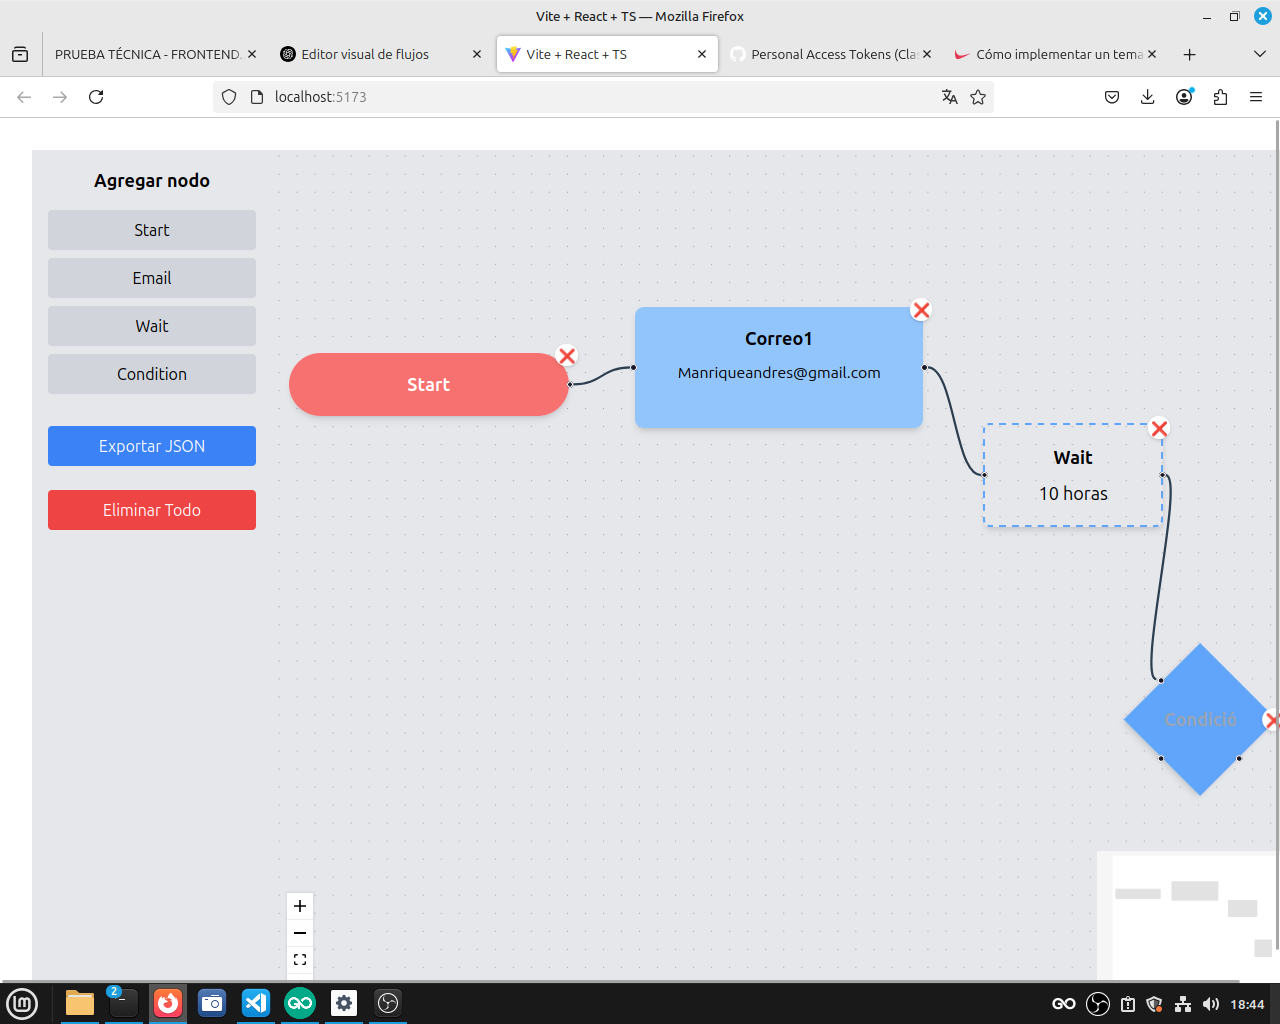 Vite + React + TS — Mozilla Firefox
PRUEBA TÉCNICA - FRONTEND.
Editor visual de flujos
Vite + React + TS
Personal Access Tokens (Cla
Cómo implementar un tema
localhost:5173
Agregar nodo
Start
Email
Wait
Condition
Exportar JSON
Eliminar Todo
Start
Correo1
Manriqueandres@gmail.com
Wait
10 horas
Condició
2
18:44